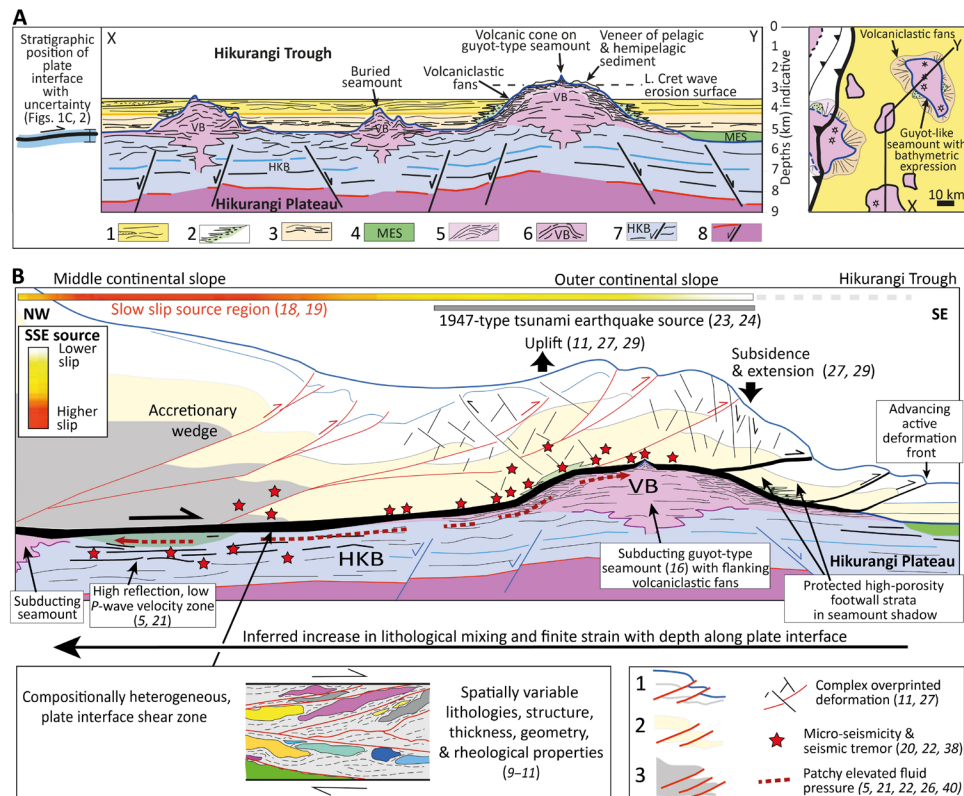 A
Stratigraphic
position of
plate
interface
with
uncertainty
(Figs. 1C, 2)
X
Hikurangi Trough
Volcanic cone on
guyot-type seamount
Veneer of pelagic
& hemipelagic
sediment
Y
Buried
seamount
Volcaniclastic
fans
L. Cret wave
erosion surface
VB
VB
VB
MES
HKB
Hikurangi Plateau
0
1
2
3
4
5
6
7
8
9
Depths (km) indicative
Volcaniclastic fans
Y
Guyot-like
seamount with
bathymetric
expression
X
10 km
1
2
3
4 MES
5
6 VB
7 HKB
8
B
Middle continental slope
Outer continental slope
Hikurangi Trough
NW
Slow slip source region (18, 19)
1947-type tsunami earthquake source (23, 24)
SE
SSE source
Lower
slip
Higher
slip
Uplift (11, 27, 29)
Subsidence
& extension (27, 29)
Accretionary
wedge
Advancing
active
deformation
front
VB
HKB
Hikurangi Plateau
Subducting
seamount
High reflection, low
P-wave velocity zone
(5, 21)
Subducting guyot-type
seamount (16) with flanking
volcaniclastic fans
Protected high-porosity
footwall strata
in seamount shadow
Inferred increase in lithological mixing and finite strain with depth along plate interface
Compositionally heterogeneous,
plate interface shear zone
Spatially variable
lithologies, structure,
thickness, geometry,
& rheological properties
(9–11)
1
2
3
Complex overprinted
deformation (11, 27)
Micro-seismicity &
seismic tremor (20, 22, 38)
Patchy elevated fluid
pressure (5, 21, 22, 26, 40)